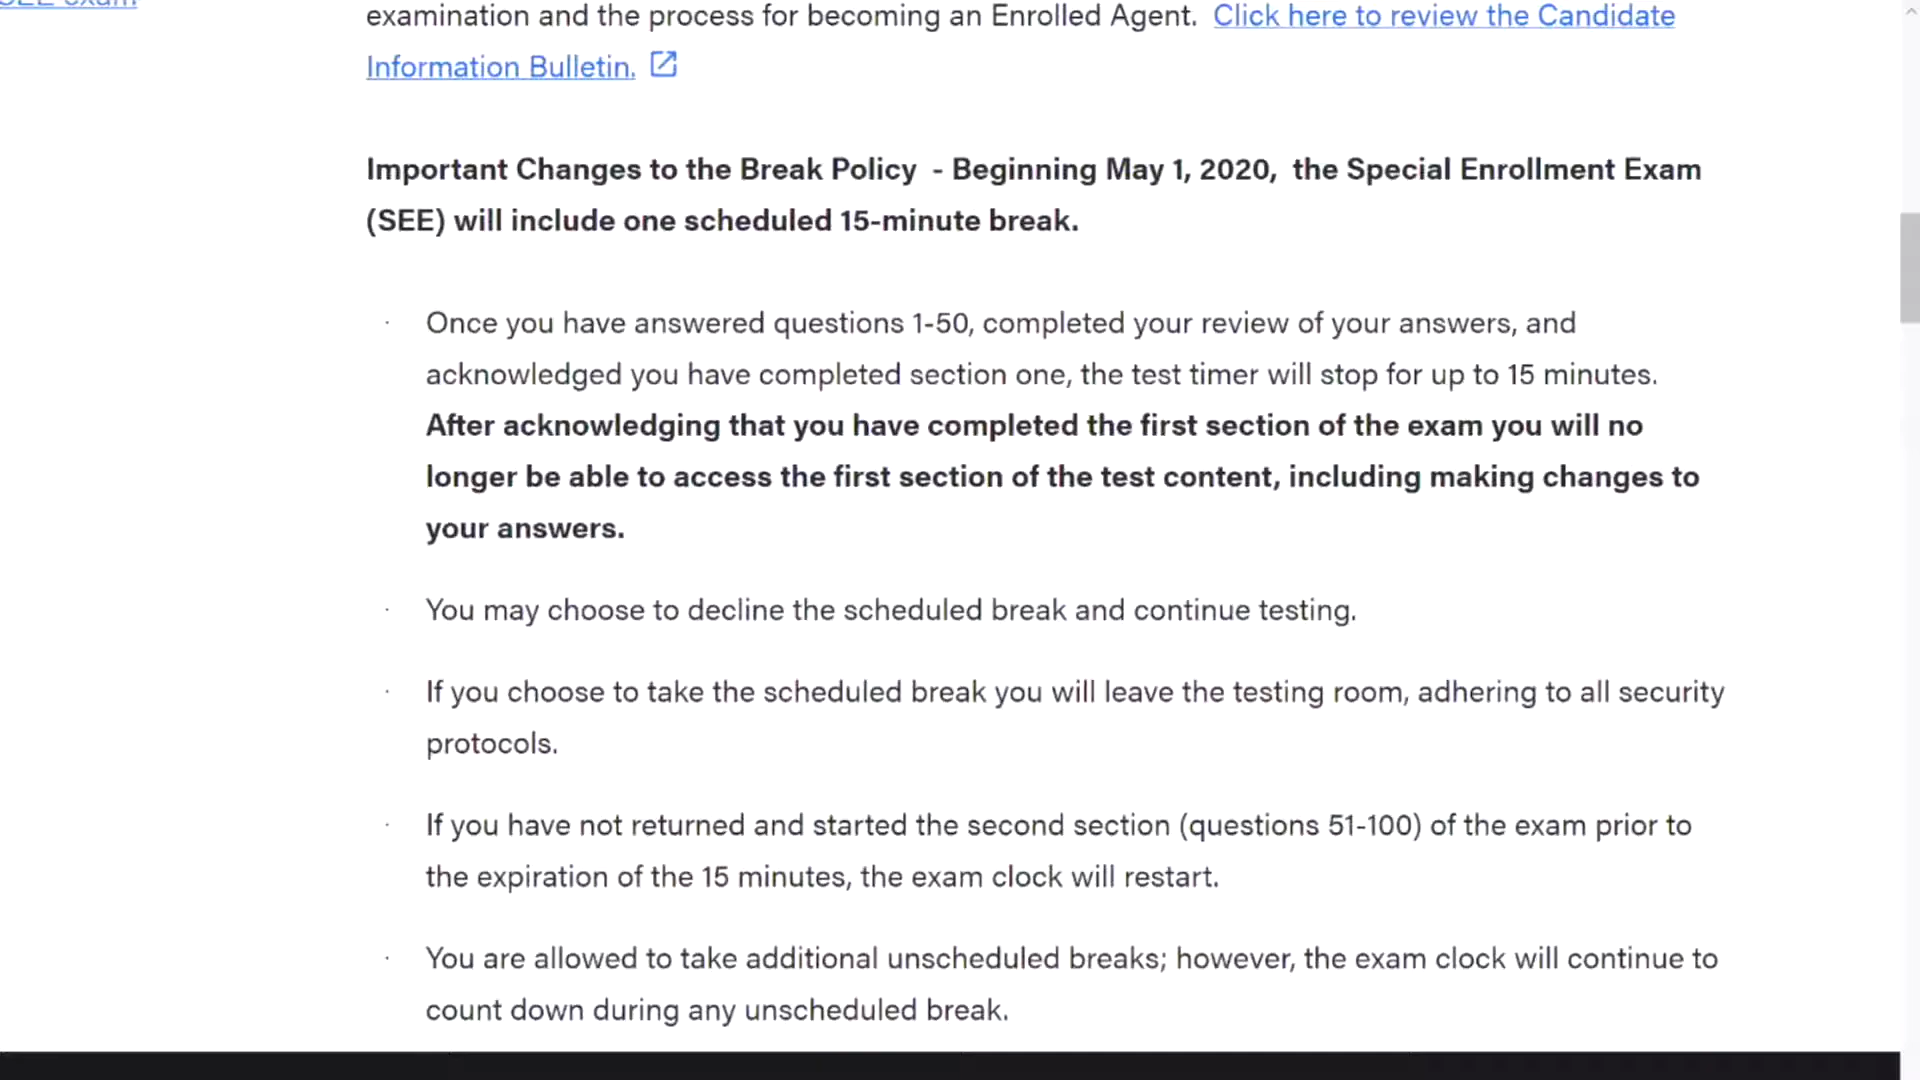 SEE exam
examination and the process for becoming an Enrolled Agent. Click here to review the Candidate
Information Bulletin.
Important Changes to the Break Policy - Beginning May 1, 2020, the Special Enrollment Exam
(SEE) will include one scheduled 15-minute break.
· Once you have answered questions 1-50, completed your review of your answers, and
acknowledged you have completed section one, the test timer will stop for up to 15 minutes.
After acknowledging that you have completed the first section of the exam you will no
longer be able to access the first section of the test content, including making changes to
your answers.
· You may choose to decline the scheduled break and continue testing.
· If you choose to take the scheduled break you will leave the testing room, adhering to all security
protocols.
· If you have not returned and started the second section (questions 51-100) of the exam prior to
the expiration of the 15 minutes, the exam clock will restart.
· You are allowed to take additional unscheduled breaks; however, the exam clock will continue to
count down during any unscheduled break.